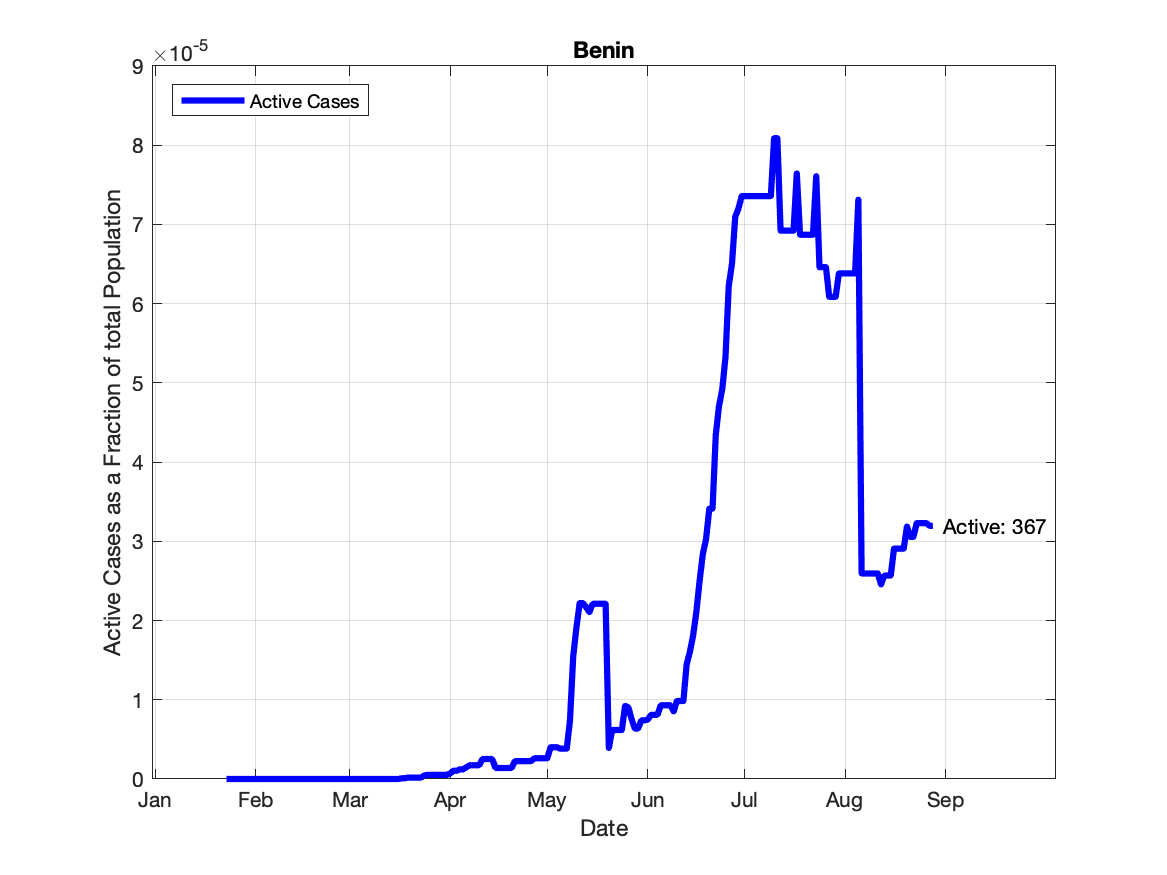 Benin
×10-5
Active Cases
9
8
7
6
5
4
3
2
1
0
Active Cases as a Fraction of total Population
Active: 367
Jan Feb Mar Apr May Jun Jul Aug Sep
Date